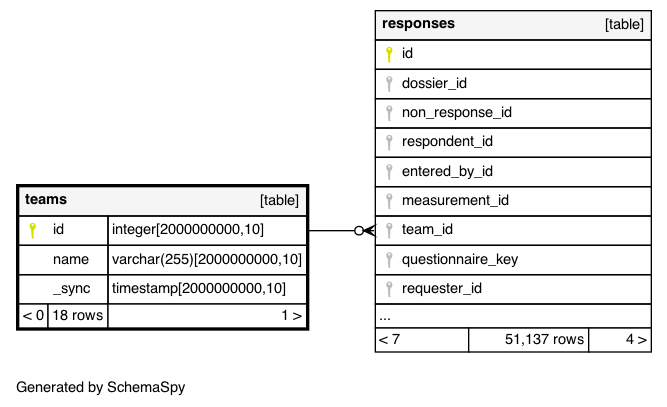 responses [table]
id
dossier_id
non_response_id
respondent_id
entered_by_id
measurement_id
team_id
questionnaire_key
requester_id
...
< 7 51,137 rows 4 >
teams [table]
id integer[2000000000,10]
name varchar(255)[2000000000,10]
_sync timestamp[2000000000,10]
< 0 18 rows 1 >
Generated by SchemaSpy